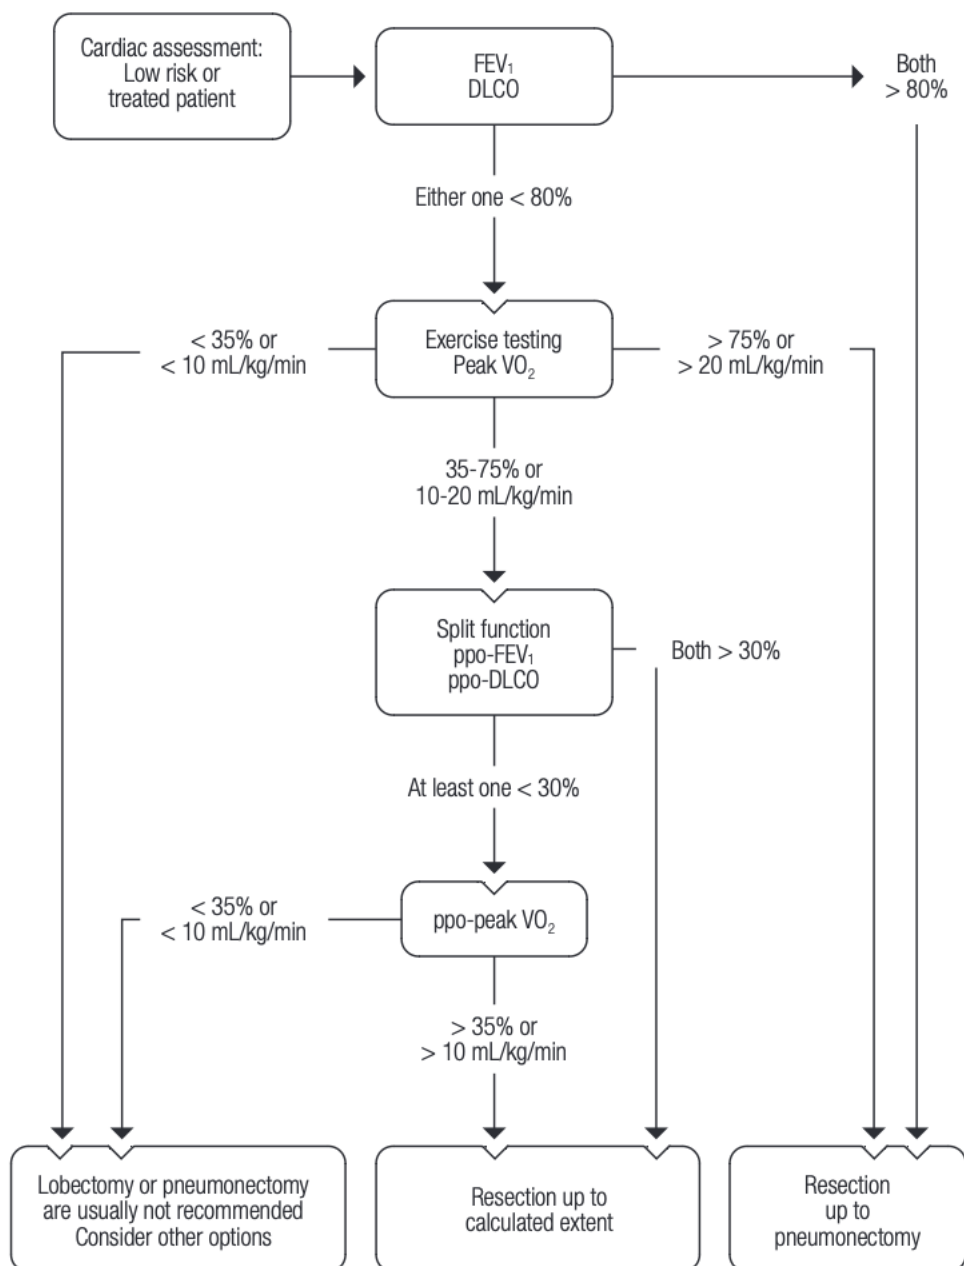 Cardiac assessment:
Low risk or
treated patient
FEV₁
DLCO
Both
> 80%
Either one < 80%
< 35% or
< 10 mL/kg/min
Exercise testing
Peak VO₂
> 75% or
> 20 mL/kg/min
35-75% or
10-20 mL/kg/min
Split function
ppo-FEV₁
ppo-DLCO
Both > 30%
At least one < 30%
< 35% or
< 10 mL/kg/min
ppo-peak VO₂
> 35% or
> 10 mL/kg/min
Lobectomy or pneumonectomy
are usually not recommended
Consider other options
Resection up to
calculated extent
Resection
up to
pneumonectomy